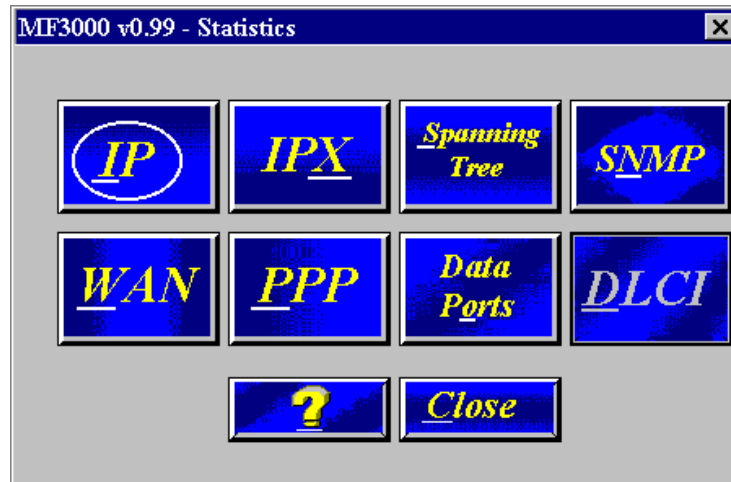 MF3000 v0.99 - Statistics
IP
IPX
Spanning
Tree
SNMP
WAN
PPP
Data
Ports
DLCI
?
Close